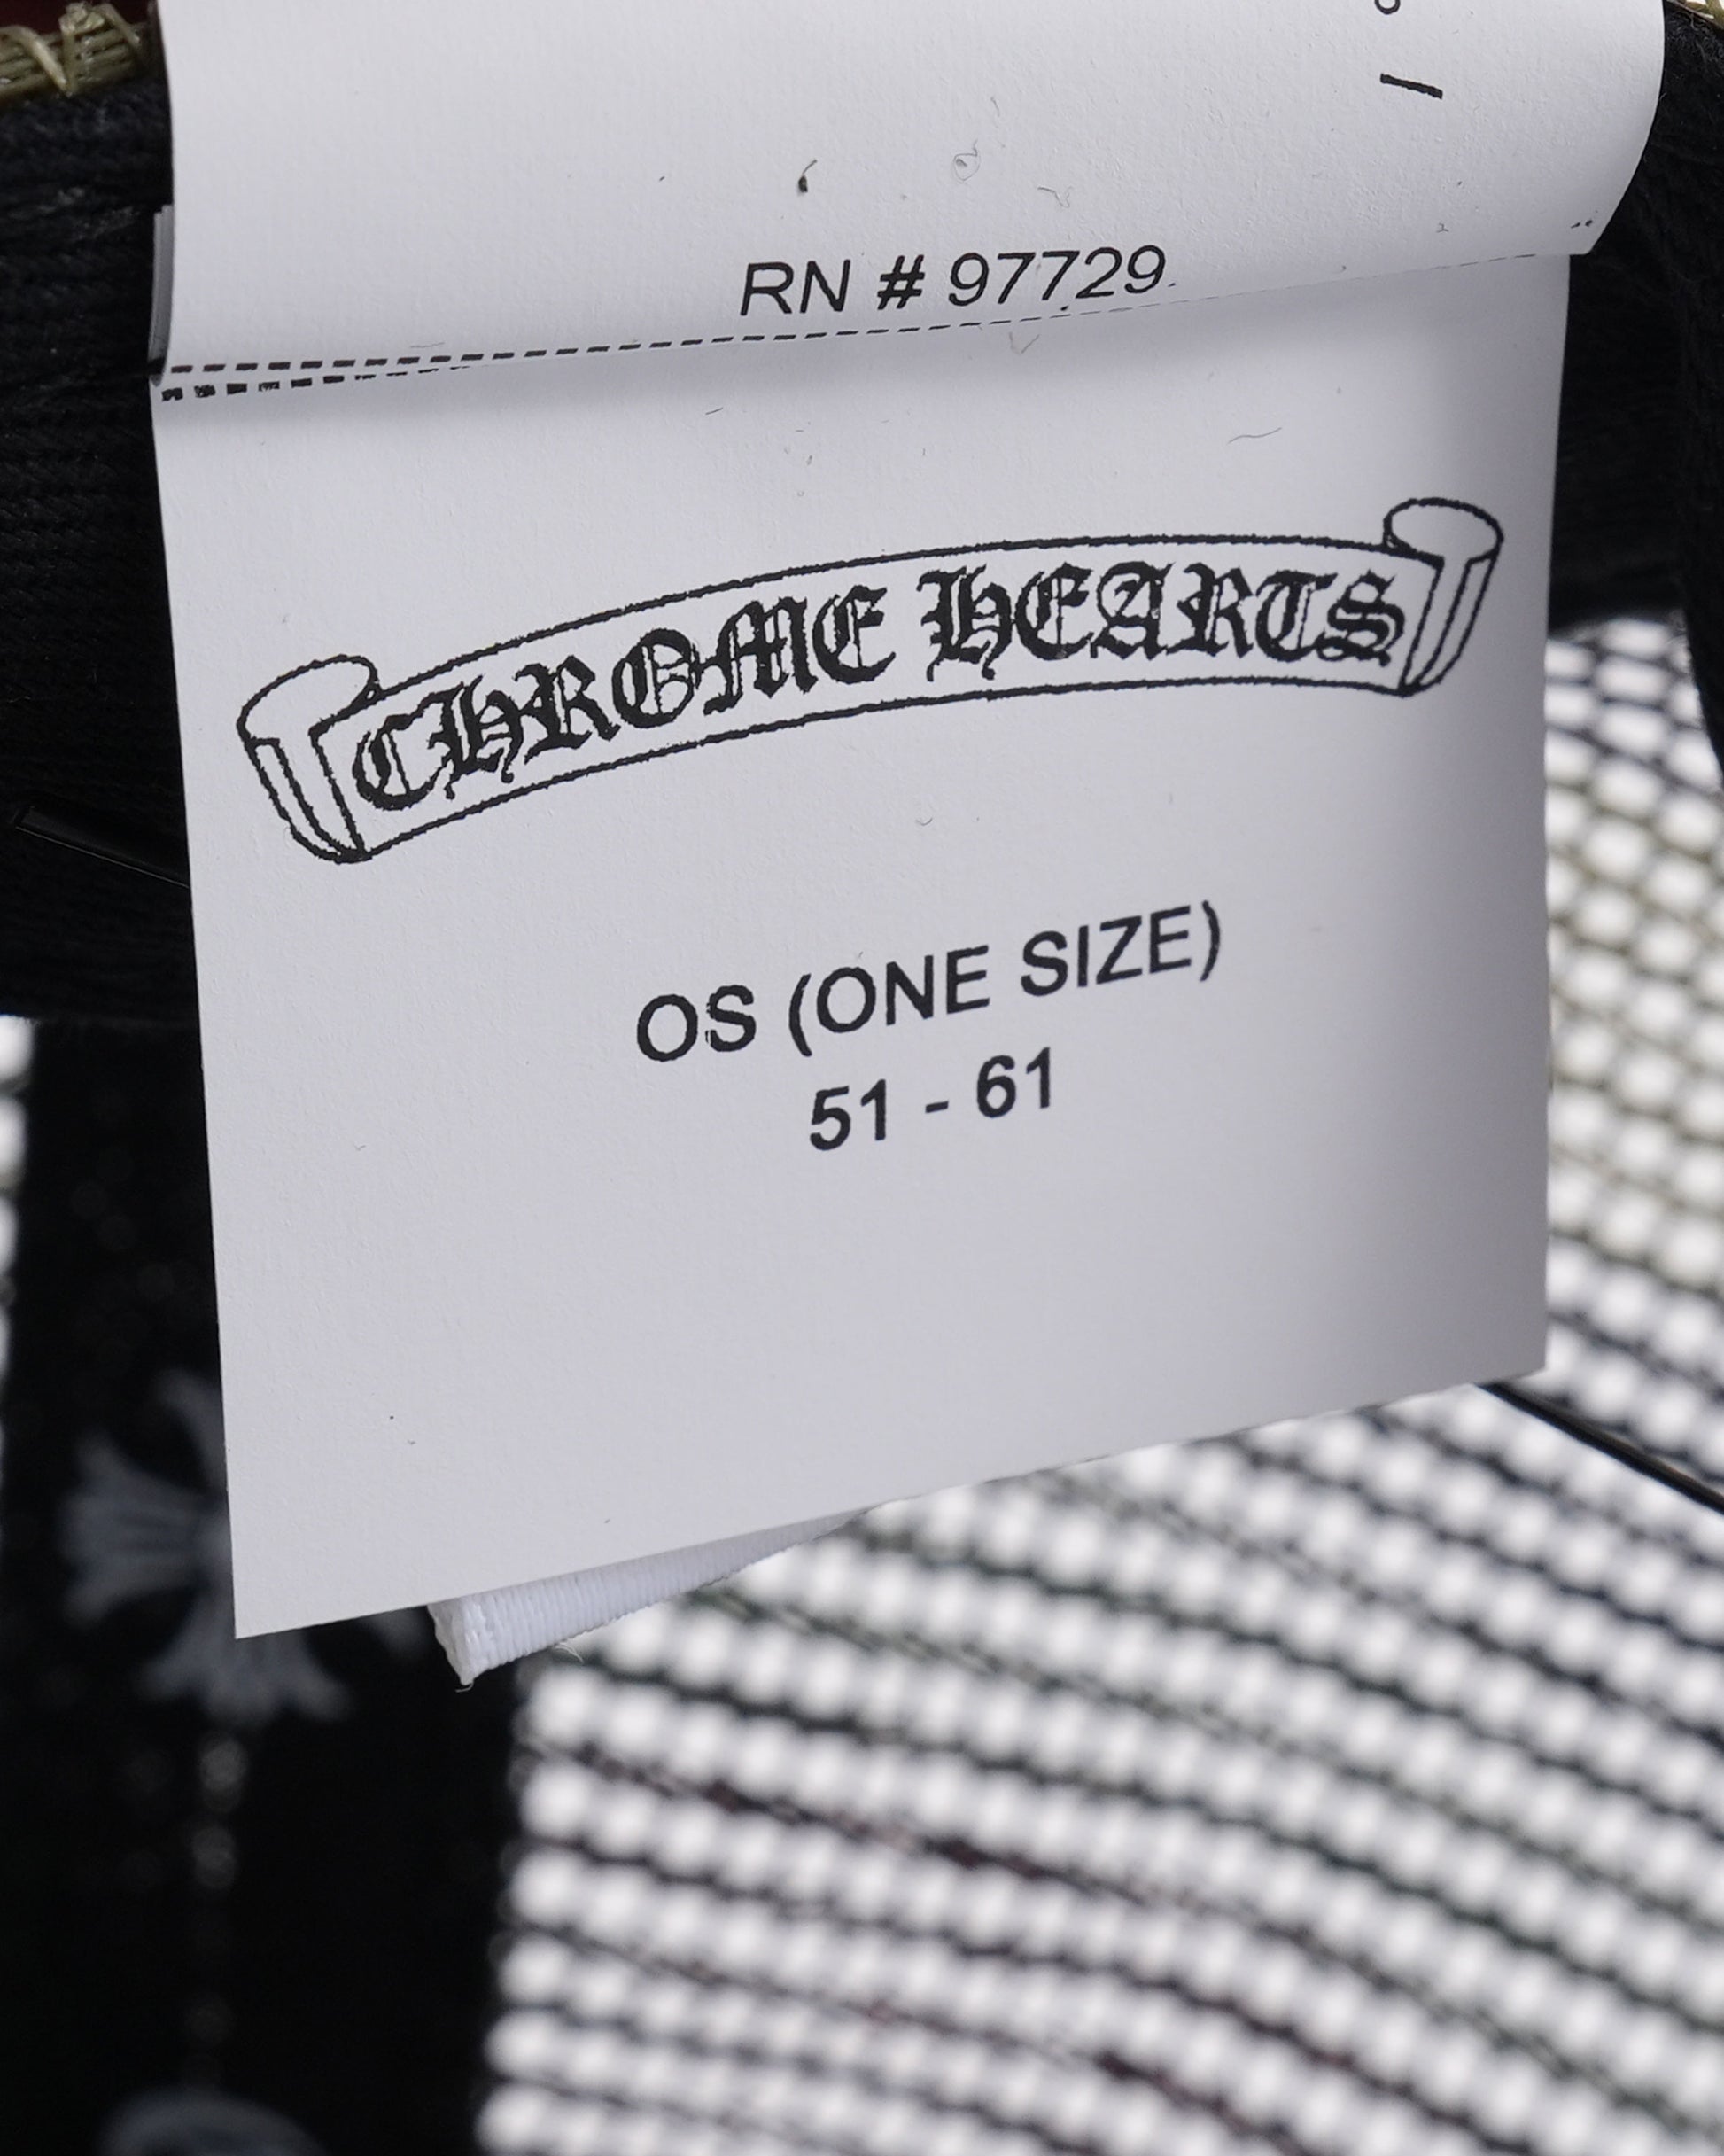 RN # 97729
CHROME HEARTS
OS (ONE SIZE)
51 - 61